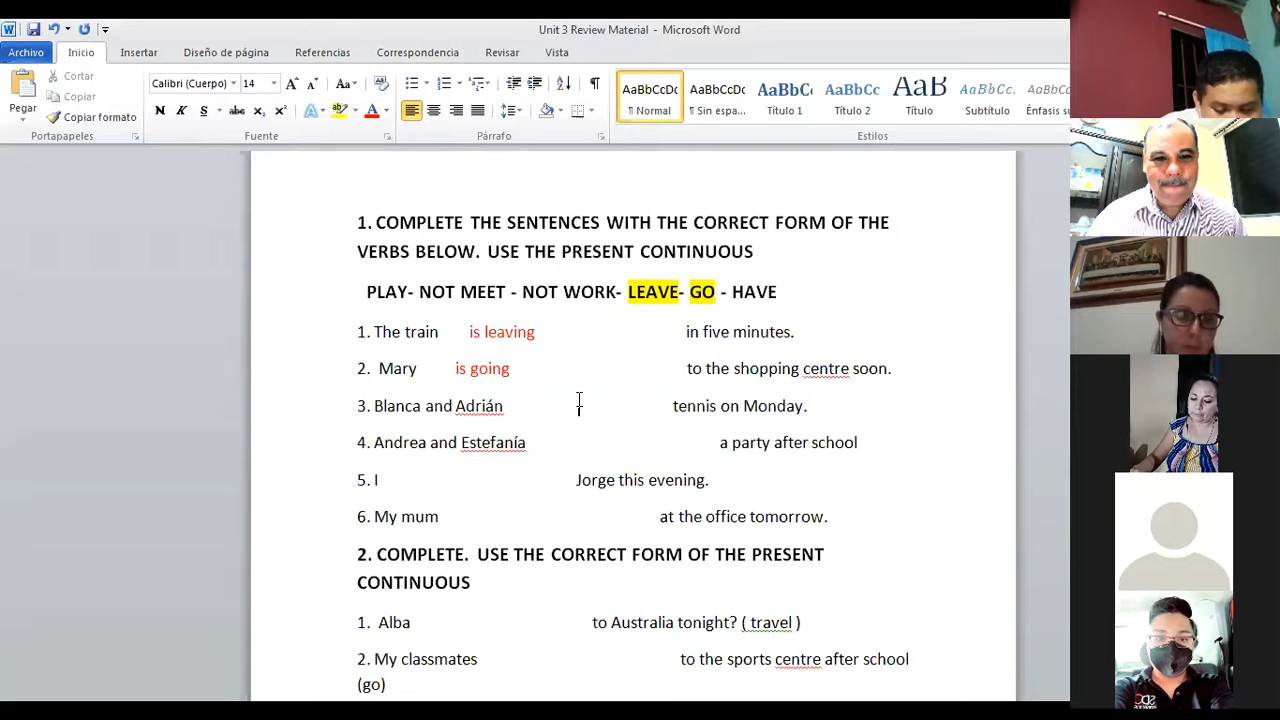 Unit 3 Review Material - Microsoft Word
Archivo Inicio Insertar Diseño de página Referencias Correspondencia Revisar Vista
Cortar
Copiar
Copiar formato
Pegar
Calibri (Cuerpo) 14
N K S abc x₂ x²
AaBbCcDc AaBbCcDc AaBbC AaBbCc AaB AaBbCc. AaBbCc
¶ Normal ¶ Sin espa... Título 1 Título 2 Título Subtítulo Énfasis su
Portapapeles Fuente Párrafo Estilos
1. COMPLETE THE SENTENCES WITH THE CORRECT FORM OF THE
VERBS BELOW. USE THE PRESENT CONTINUOUS
PLAY- NOT MEET - NOT WORK- LEAVE- GO - HAVE
1. The train is leaving in five minutes.
2. Mary is going to the shopping centre soon.
3. Blanca and Adrián tennis on Monday.
4. Andrea and Estefanía a party after school
5. I Jorge this evening.
6. My mum at the office tomorrow.
2. COMPLETE. USE THE CORRECT FORM OF THE PRESENT
CONTINUOUS
1. Alba to Australia tonight? ( travel )
2. My classmates to the sports centre after school
(go)